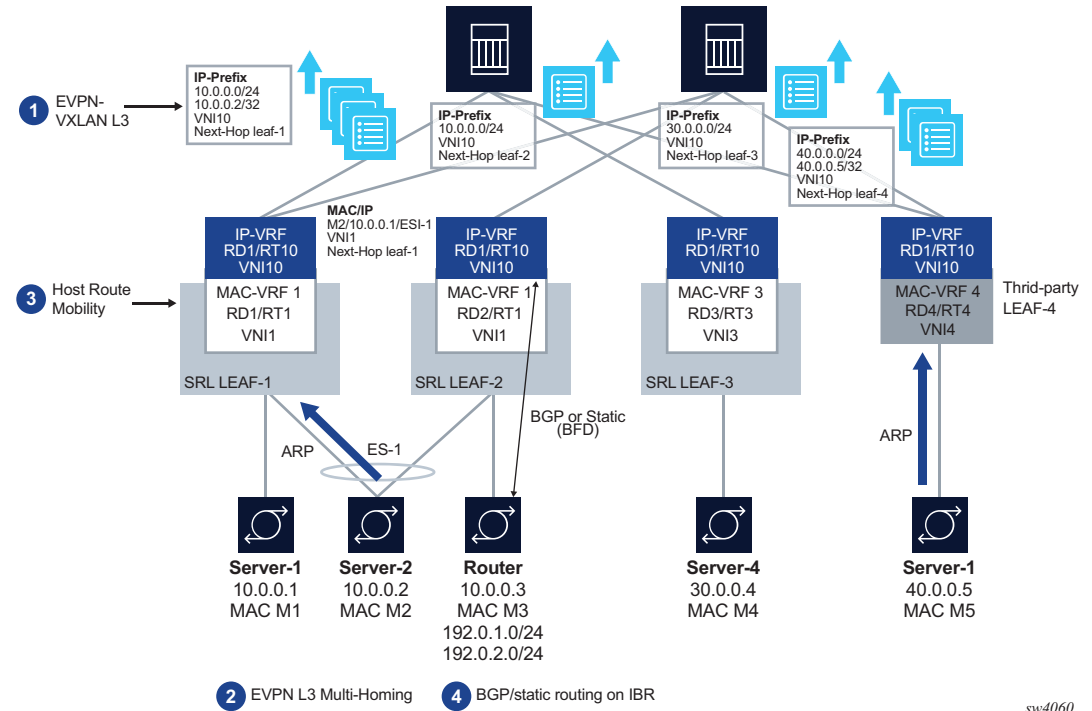 IP-Prefix
10.0.0.0/24
10.0.0.2/32
VNI10
Next-Hop leaf-1
1
EVPN-
VXLAN L3
IP-Prefix
10.0.0.0/24
VNI10
Next-Hop leaf-2
IP-Prefix
30.0.0.0/24
VNI10
Next-Hop leaf-3
IP-Prefix
40.0.0.0/24
40.0.0.5/32
VNI10
Next-Hop leaf-4
MAC/IP
M2/10.0.0.1/ESI-1
VNI1
Next-Hop leaf-1
IP-VRF
RD1/RT10
VNI10
IP-VRF
RD1/RT10
VNI10
IP-VRF
RD1/RT10
VNI10
IP-VRF
RD1/RT10
VNI10
3
Host Route
Mobility
MAC-VRF 1
RD1/RT1
VNI1
SRL LEAF-1
MAC-VRF 1
RD2/RT1
VNI1
SRL LEAF-2
MAC-VRF 3
RD3/RT3
VNI3
SRL LEAF-3
MAC-VRF 4
RD4/RT4
VNI4
Thrid-party
LEAF-4
BGP or Static
(BFD)
ARP
ES-1
ARP
Server-1
10.0.0.1
MAC M1
Server-2
10.0.0.2
MAC M2
Router
10.0.0.3
MAC M3
192.0.1.0/24
192.0.2.0/24
Server-4
30.0.0.4
MAC M4
Server-1
40.0.0.5
MAC M5
2
EVPN L3 Multi-Homing
4
BGP/static routing on IBR
sw4060